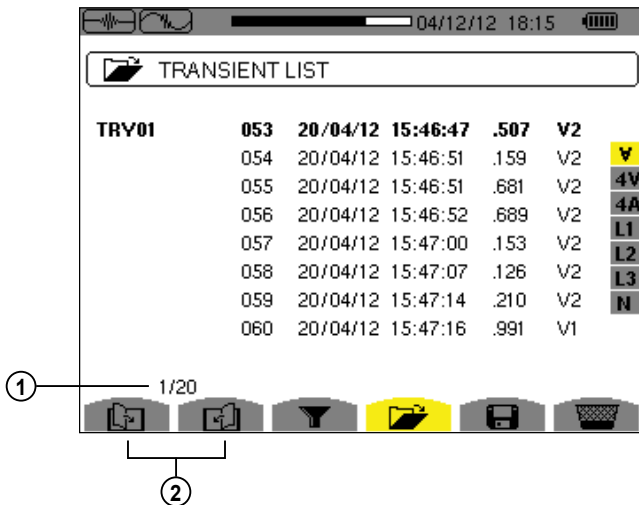 04/12/12 18:15
TRANSIENT LIST
TRY01 053 20/04/12 15:46:47 .507 V2
054 20/04/12 15:46:51 .159 V2
055 20/04/12 15:46:51 .681 V2
056 20/04/12 15:46:52 .689 V2
057 20/04/12 15:47:00 .153 V2
058 20/04/12 15:47:07 .126 V2
059 20/04/12 15:47:14 .210 V2
060 20/04/12 15:47:16 .991 V1
∀
4V
4A
L1
L2
L3
N
1 1/20
2